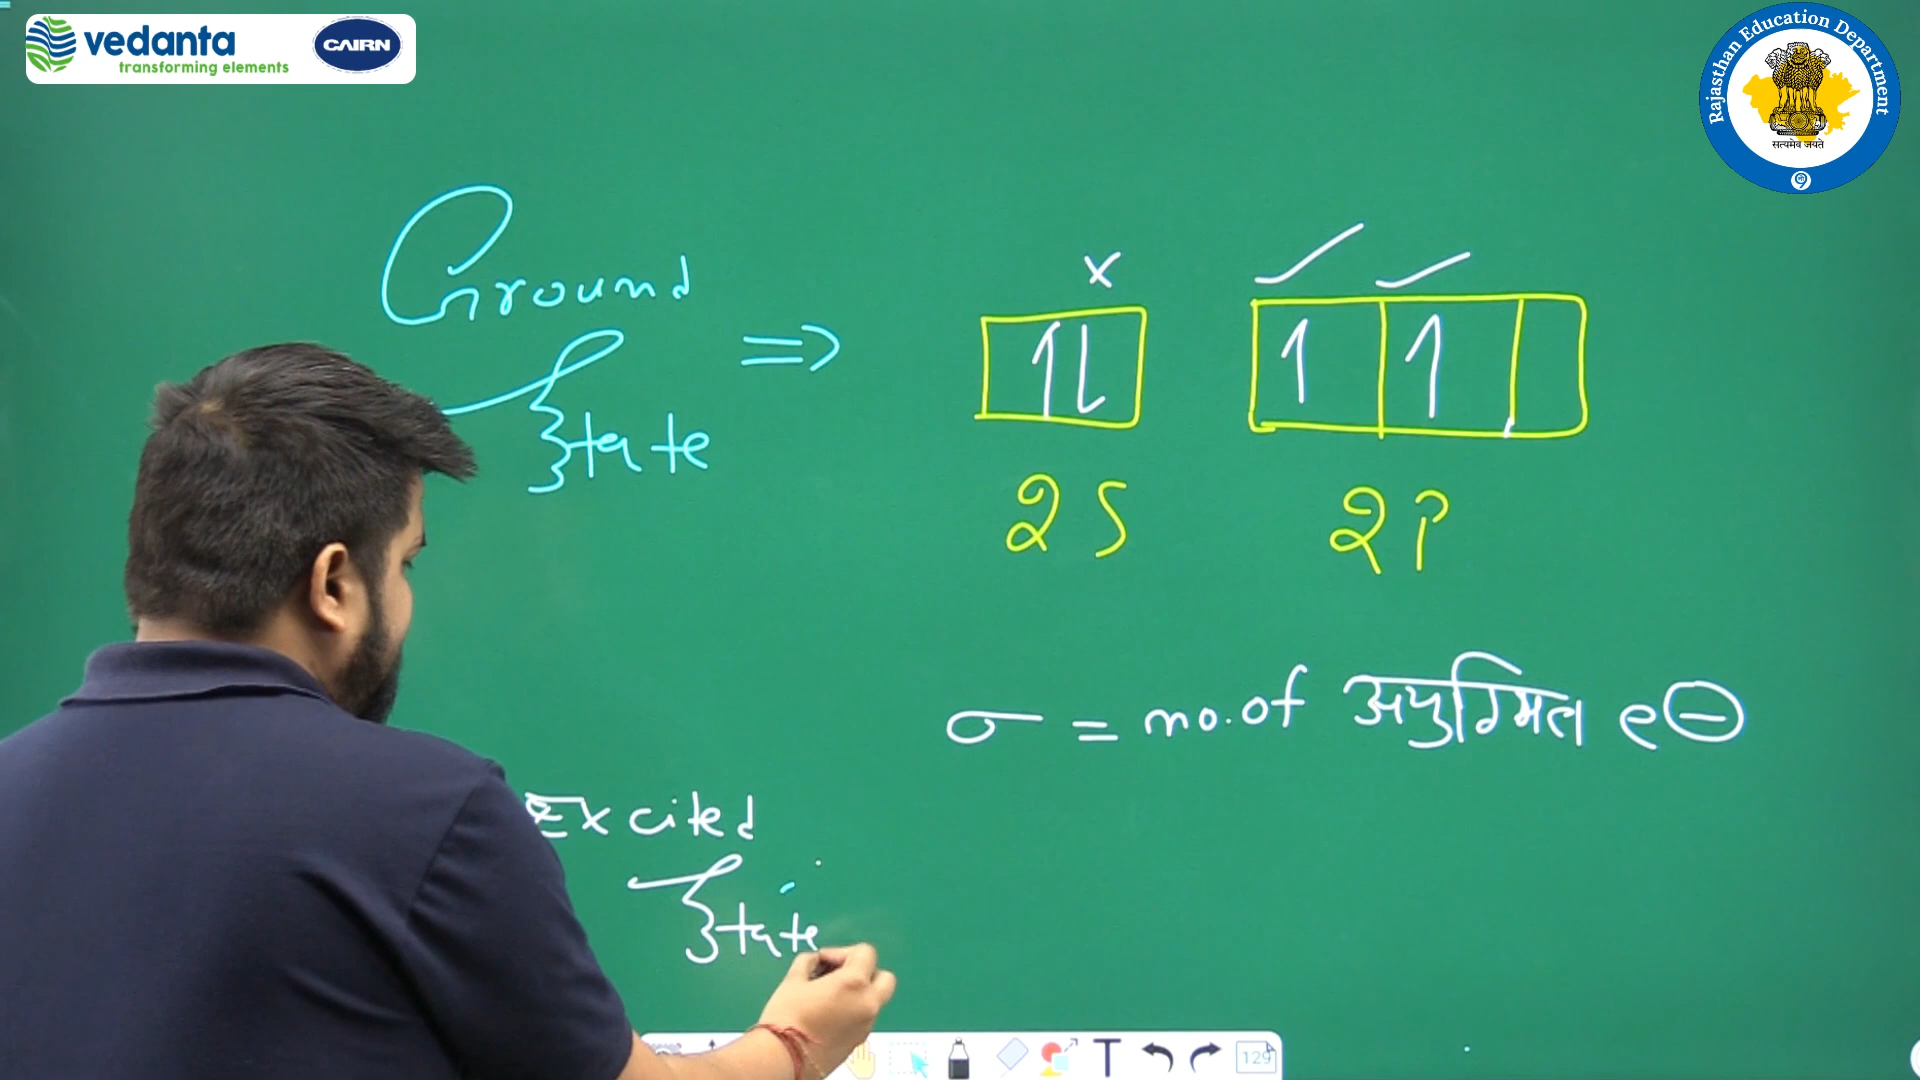 vedanta
transforming elements
CAIRN
Rajasthan Education Department
सत्यमेव जयते
Ground
State
⇒
x
1 1
2s
2p
σ = no. of अयुग्मित e⊖
Excited
State
T
129